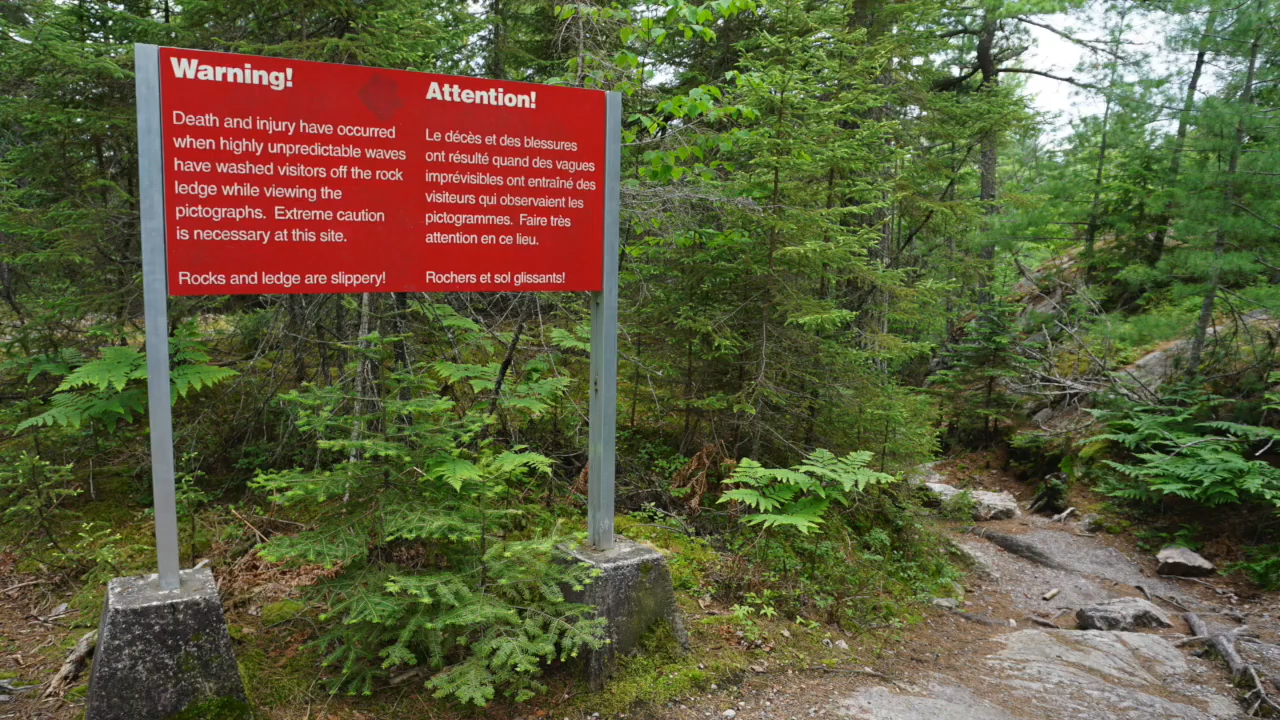 Warning!
Death and injury have occurred
when highly unpredictable waves
have washed visitors off the rock
ledge while viewing the
pictographs. Extreme caution
is necessary at this site.
Rocks and ledge are slippery!
Attention!
Le décès et des blessures
ont résulté quand des vagues
imprévisibles ont entraîné des
visiteurs qui observaient les
pictogrammes. Faire très
attention en ce lieu.
Rochers et sol glissants!